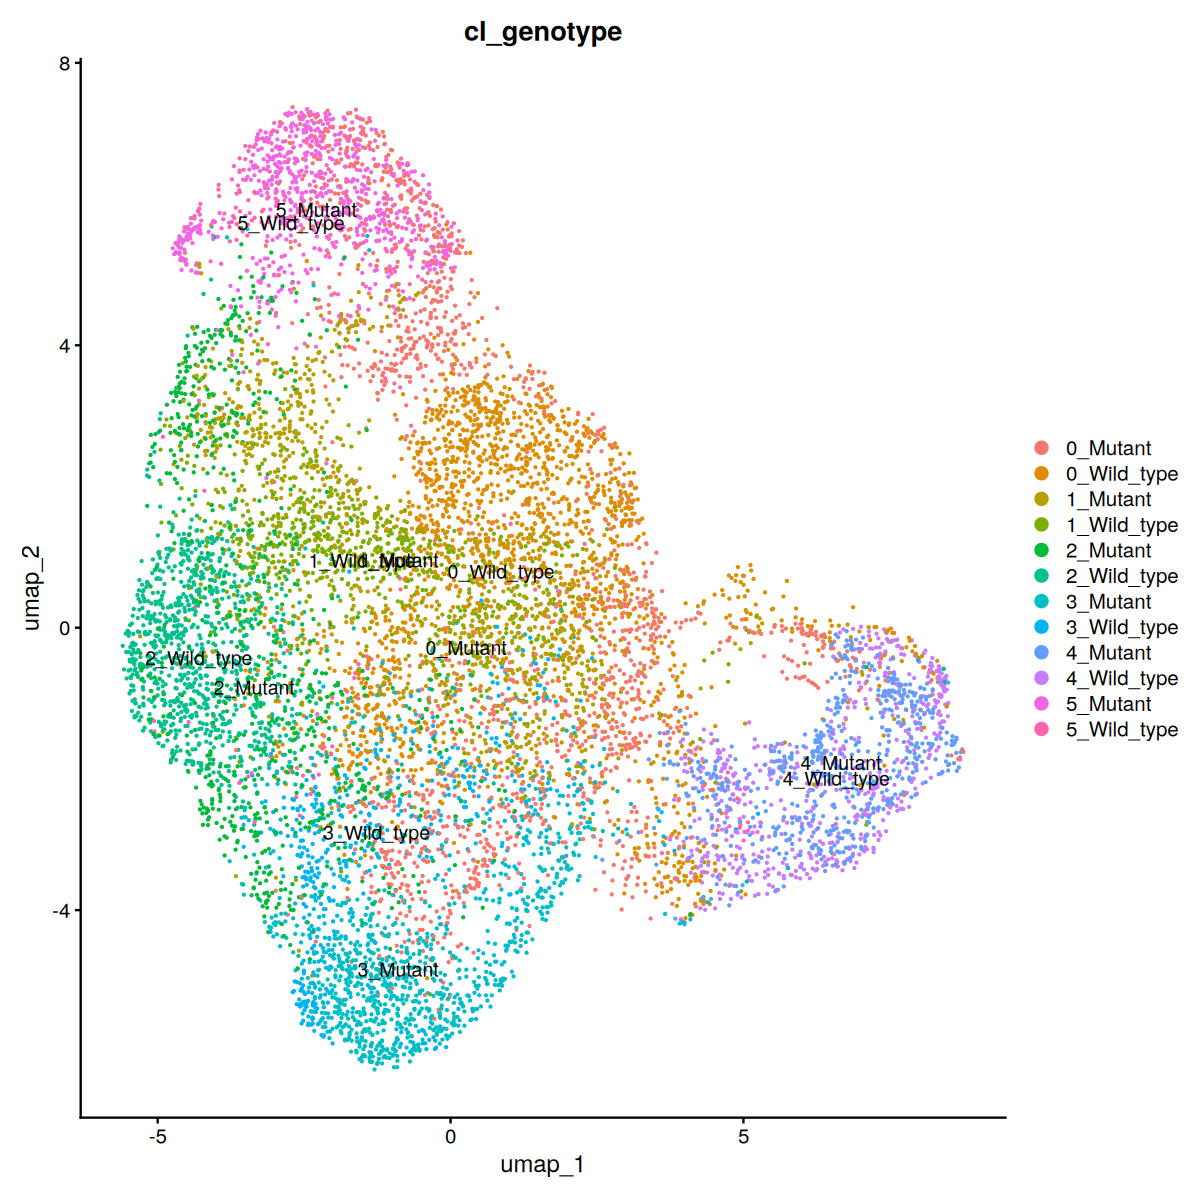 cl_genotype
8
4
0
-4
umap_2
-5
0
5
umap_1
5_Mutant
5_Wild_type
1_Wild_type
0_Wild_type
0_Mutant
2_Wild_type
2_Mutant
4_Mutant
4_Wild_type
3_Wild_type
3_Mutant
0_Mutant
0_Wild_type
1_Mutant
1_Wild_type
2_Mutant
2_Wild_type
3_Mutant
3_Wild_type
4_Mutant
4_Wild_type
5_Mutant
5_Wild_type